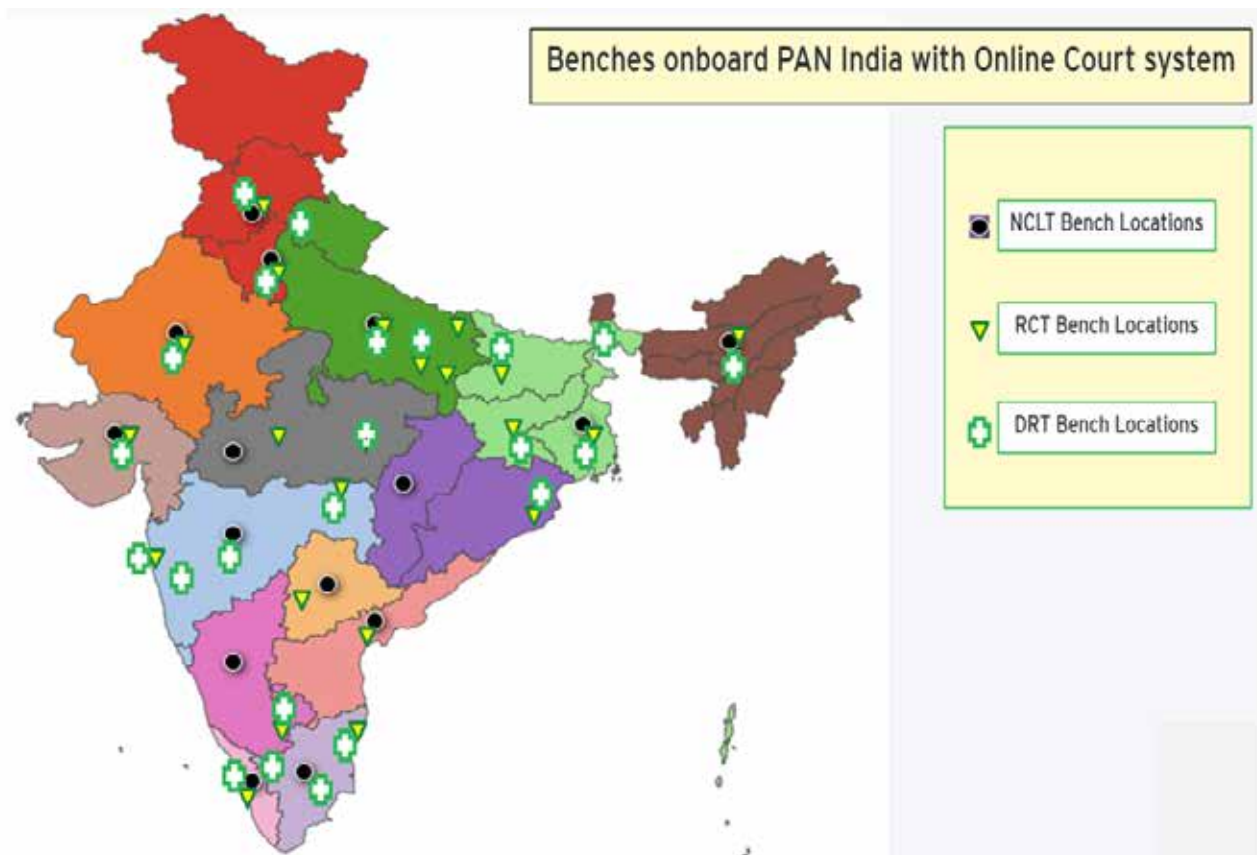 Benches onboard PAN India with Online Court system
NCLT Bench Locations
RCT Bench Locations
DRT Bench Locations